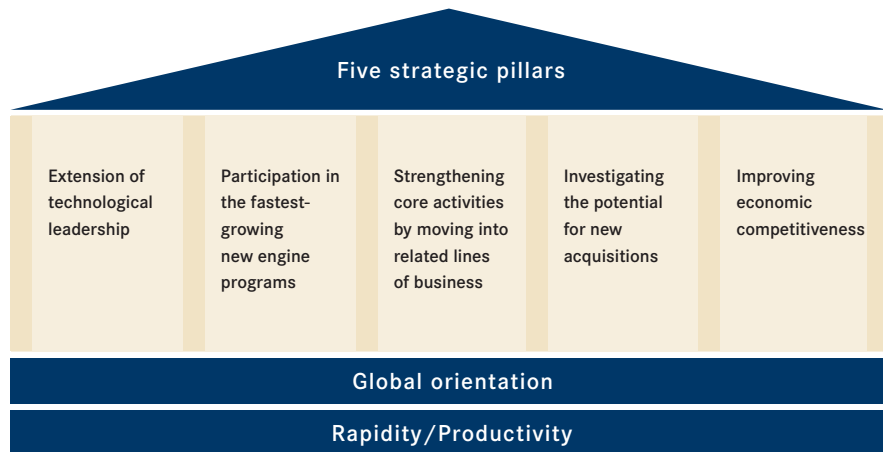 Five strategic pillars
Extension of
technological
leadership
Participation in
the fastest-
growing
new engine
programs
Strengthening
core activities
by moving into
related lines
of business
Investigating
the potential
for new
acquisitions
Improving
economic
competitiveness
Global orientation
Rapidity/Productivity